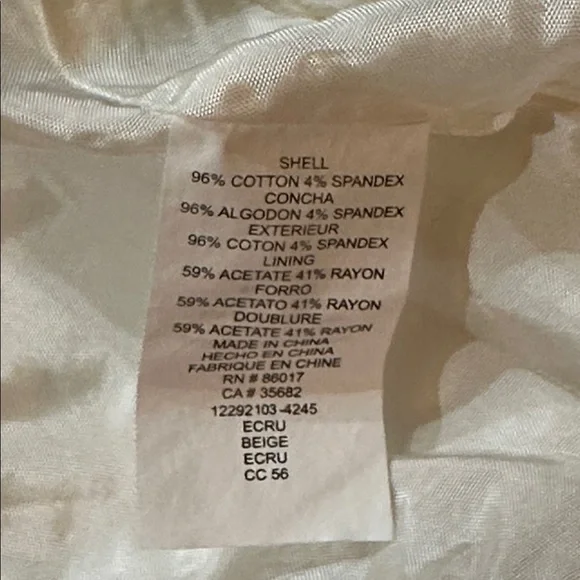 SHELL
96% COTTON 4% SPANDEX
CONCHA
96% ALGODON 4% SPANDEX
EXTERIEUR
96% COTON 4% SPANDEX
LINING
59% ACETATE 41% RAYON
FORRO
59% ACETATO 41% RAYON
DOUBLURE
59% ACETATE 41% RAYON
MADE IN CHINA
HECHO EN CHINA
FABRIQUE EN CHINE
RN # 86017
CA # 35682
12292103-4245
ECRU
BEIGE
ECRU
CC 56